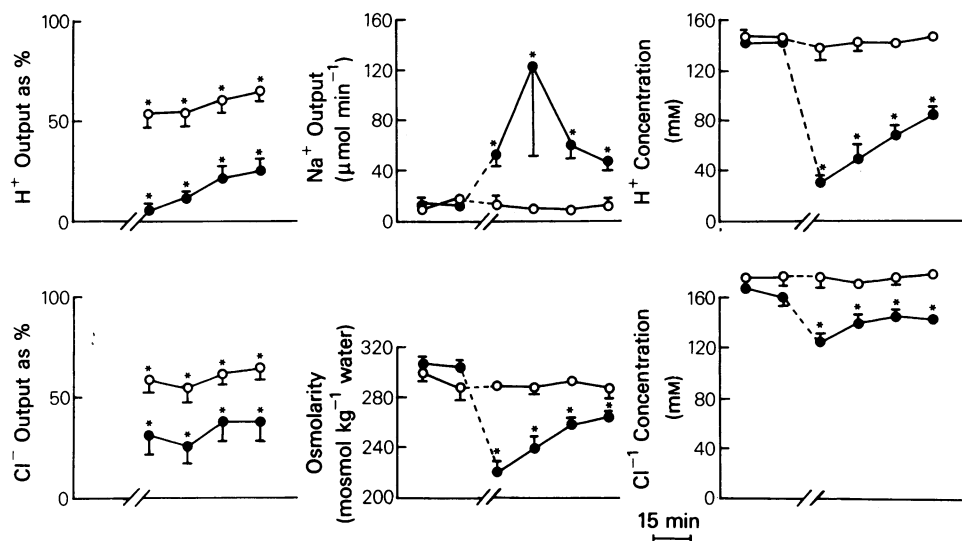 H+ Output as %
100
50
0
Na+ Output
(μmol min−1)
160
120
80
40
0
H+ Concentration
(mM)
160
120
80
40
0
Cl− Output as %
100
50
0
Osmolarity
(mosmol kg−1 water)
320
280
240
200
Cl−1 Concentration
(mM)
160
120
80
40
0
15 min